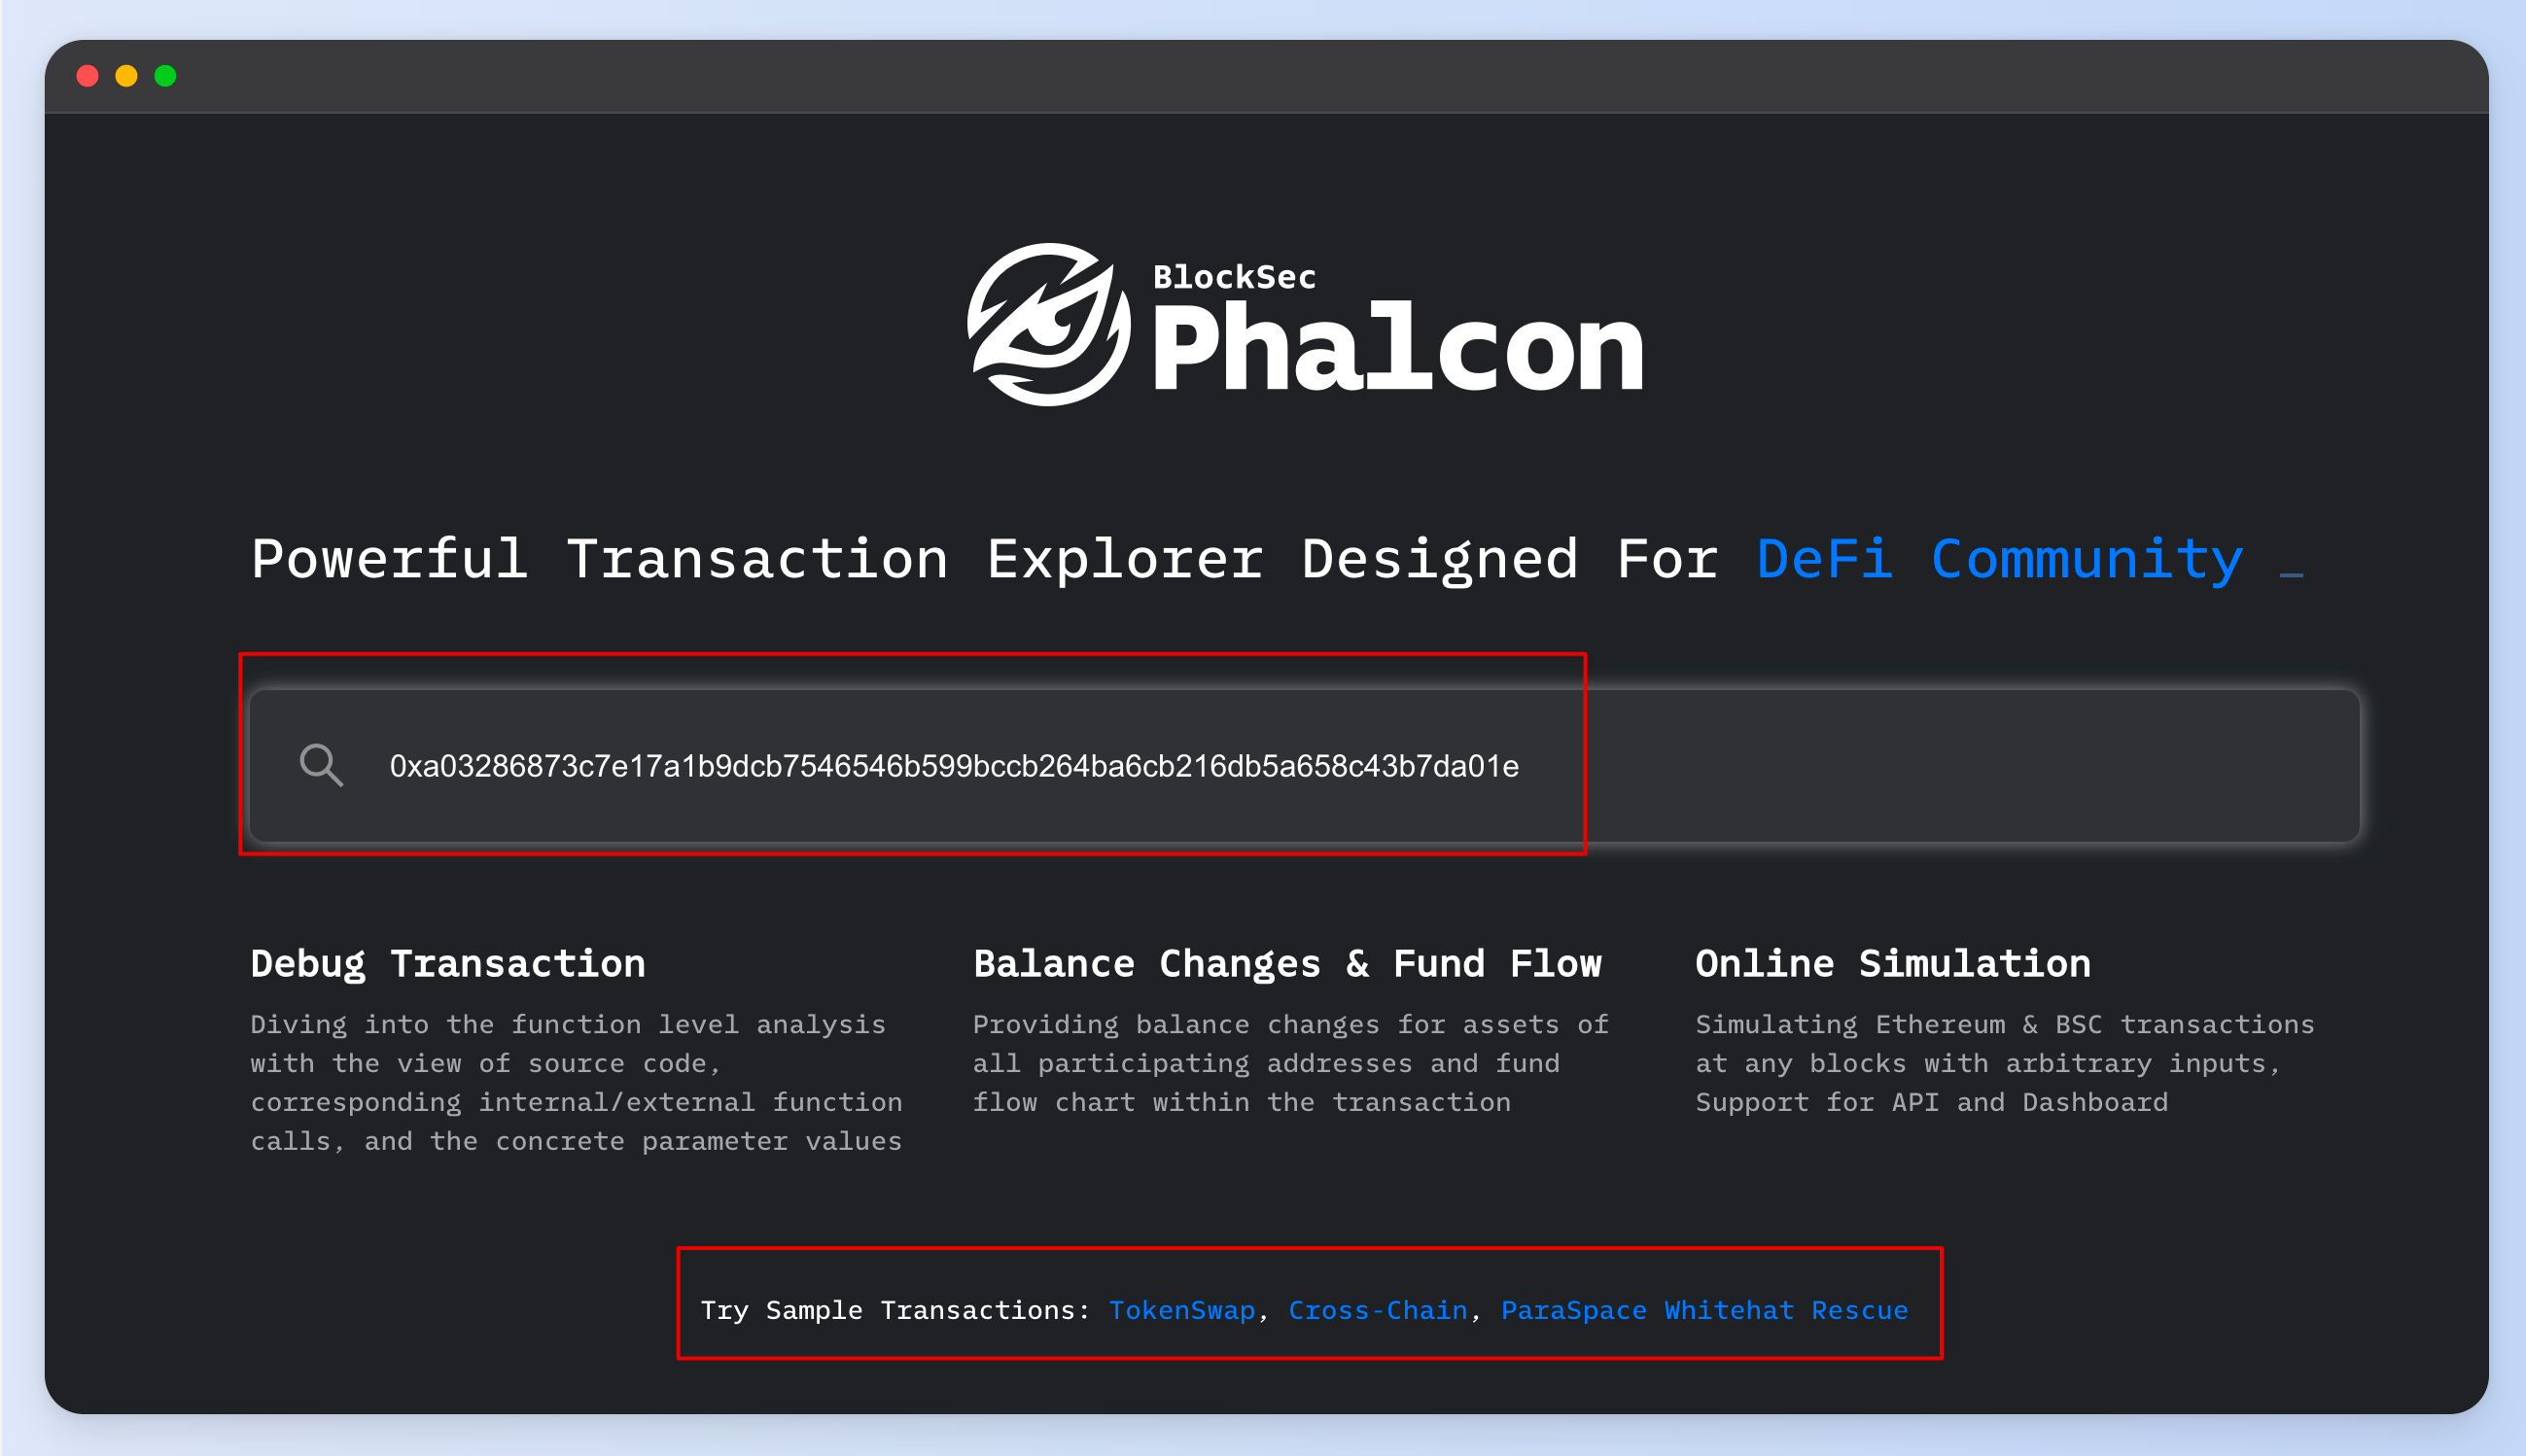 BlockSec
Phalcon
Powerful Transaction Explorer Designed For DeFi Community _
0xa03286873c7e17a1b9dcb7546546b599bccb264ba6cb216db5a658c43b7da01e
Debug Transaction
Diving into the function level analysis
with the view of source code,
corresponding internal/external function
calls, and the concrete parameter values
Balance Changes & Fund Flow
Providing balance changes for assets of
all participating addresses and fund
flow chart within the transaction
Online Simulation
Simulating Ethereum & BSC transactions
at any blocks with arbitrary inputs,
Support for API and Dashboard
Try Sample Transactions: TokenSwap, Cross-Chain, ParaSpace Whitehat Rescue